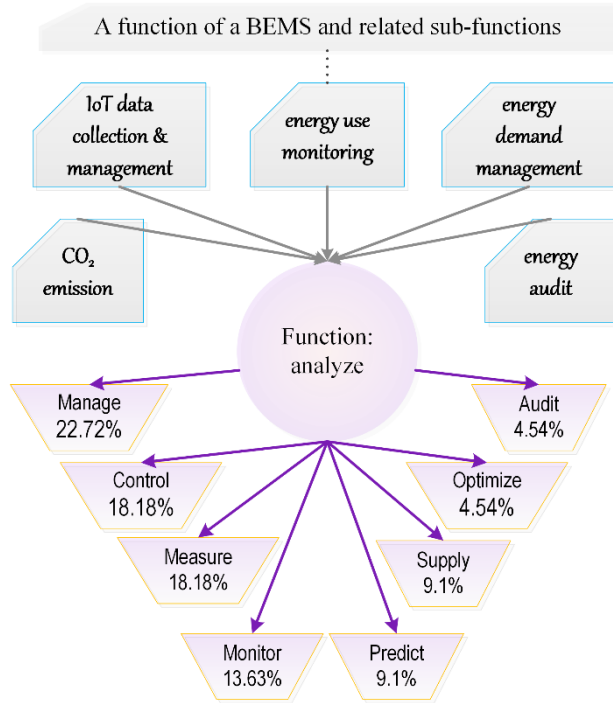 A function of a BEMS and related sub-functions
IoT data
collection &
management
energy use
monitoring
energy
demand
management
CO₂
emission
energy
audit
Function:
analyze
Manage
22.72%
Audit
4.54%
Control
18.18%
Optimize
4.54%
Measure
18.18%
Supply
9.1%
Monitor
13.63%
Predict
9.1%